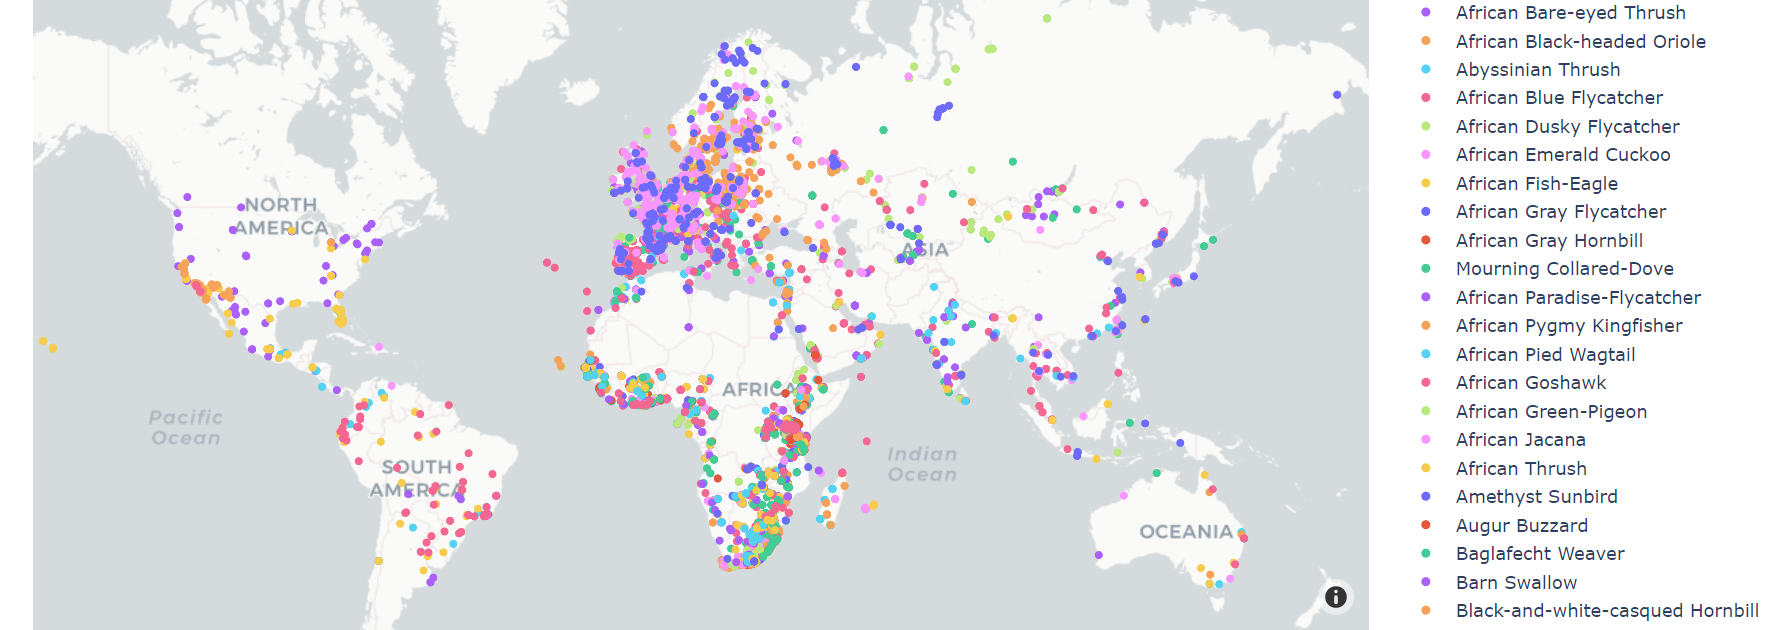 NORTH
AMERICA
ASIA
AFRICA
Pacific
Ocean
Indian
Ocean
SOUTH
AMERICA
OCEANIA
i
African Bare-eyed Thrush
African Black-headed Oriole
Abyssinian Thrush
African Blue Flycatcher
African Dusky Flycatcher
African Emerald Cuckoo
African Fish-Eagle
African Gray Flycatcher
African Gray Hornbill
Mourning Collared-Dove
African Paradise-Flycatcher
African Pygmy Kingfisher
African Pied Wagtail
African Goshawk
African Green-Pigeon
African Jacana
African Thrush
Amethyst Sunbird
Augur Buzzard
Baglafecht Weaver
Barn Swallow
Black-and-white-casqued Hornbill